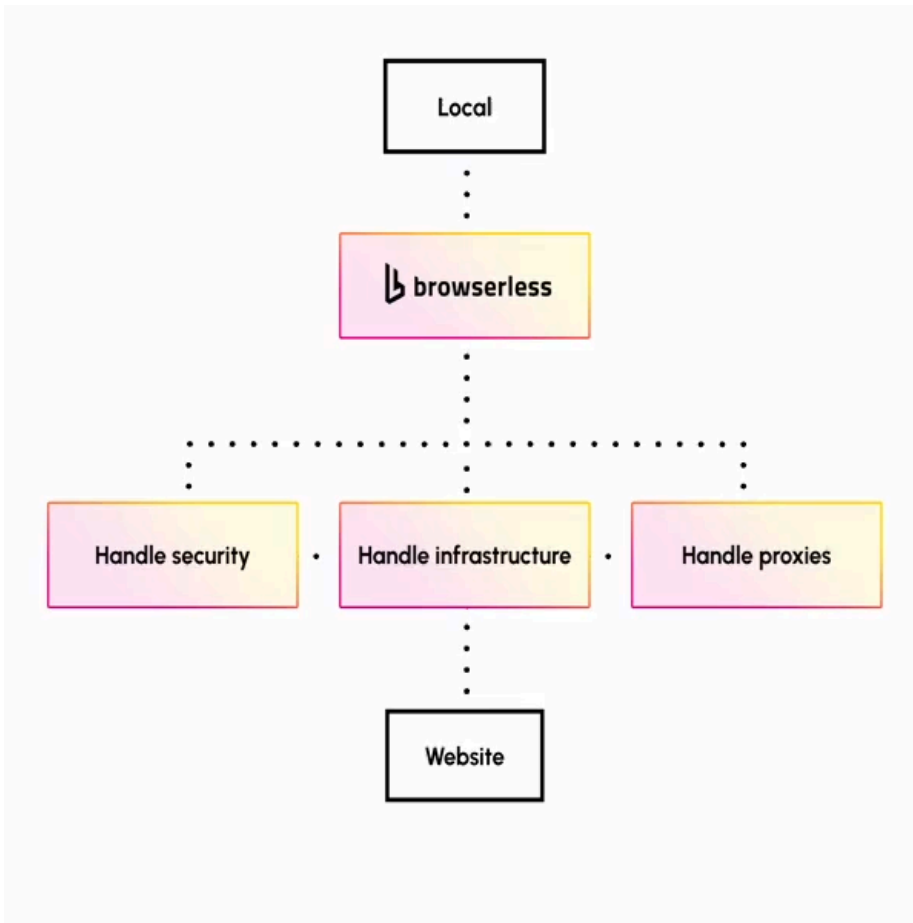 Local
browserless
Handle security
Handle infrastructure
Handle proxies
Website